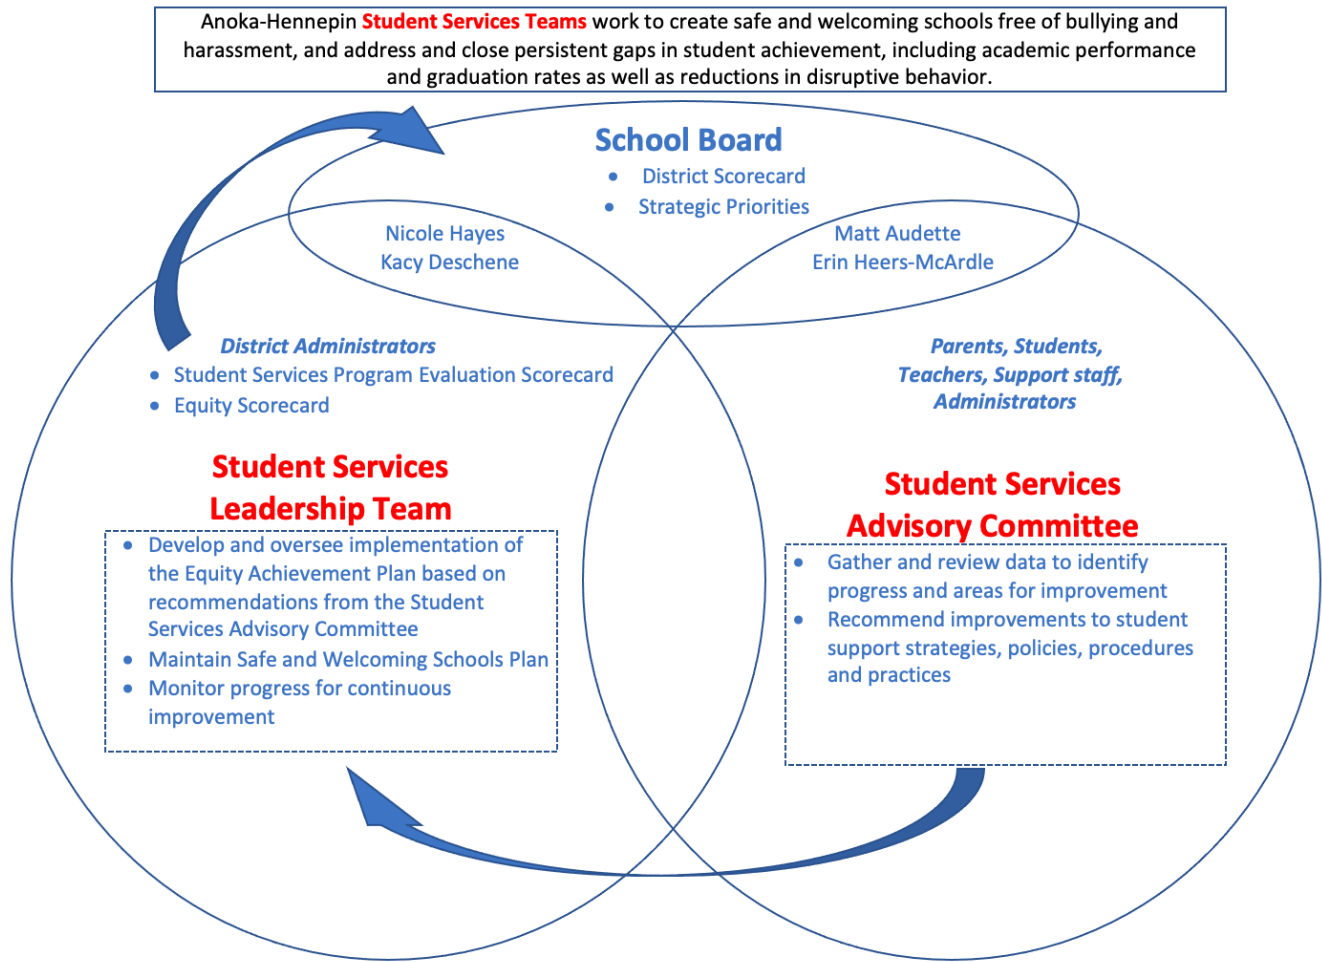 Anoka-Hennepin Student Services Teams work to create safe and welcoming schools free of bullying and
harassment, and address and close persistent gaps in student achievement, including academic performance
and graduation rates as well as reductions in disruptive behavior.
School Board
• District Scorecard
• Strategic Priorities
Nicole Hayes
Kacy Deschene
Matt Audette
Erin Heers-McArdle
District Administrators
• Student Services Program Evaluation Scorecard
• Equity Scorecard
Parents, Students,
Teachers, Support staff,
Administrators
Student Services
Leadership Team
• Develop and oversee implementation of
the Equity Achievement Plan based on
recommendations from the Student
Services Advisory Committee
• Maintain Safe and Welcoming Schools Plan
• Monitor progress for continuous
improvement
Student Services
Advisory Committee
• Gather and review data to identify
progress and areas for improvement
• Recommend improvements to student
support strategies, policies, procedures
and practices